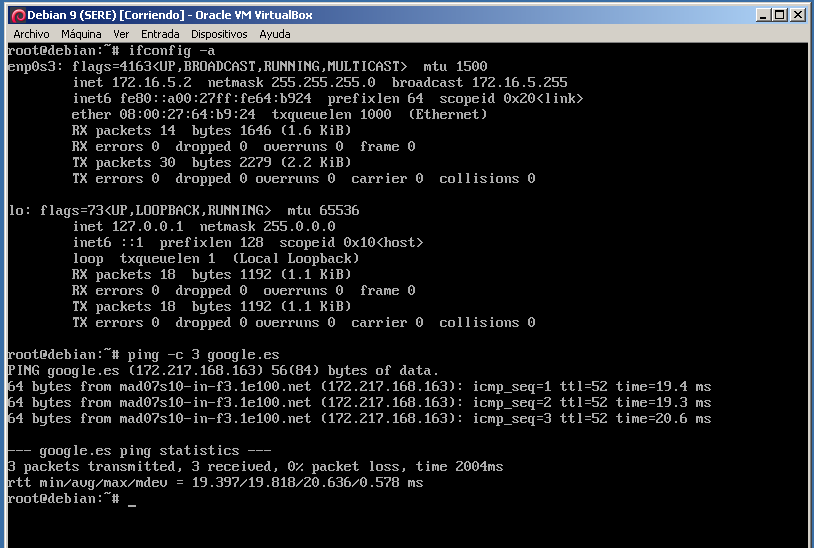 Debian 9 (SERE) [Corriendo] - Oracle VM VirtualBox
Archivo Máquina Ver Entrada Dispositivos Ayuda
root@debian:~# ifconfig -a
enp0s3: flags=4163<UP,BROADCAST,RUNNING,MULTICAST>  mtu 1500
        inet 172.16.5.2  netmask 255.255.255.0  broadcast 172.16.5.255
        inet6 fe80::a00:27ff:fe64:b924  prefixlen 64  scopeid 0x20<link>
        ether 08:00:27:64:b9:24  txqueuelen 1000  (Ethernet)
        RX packets 14  bytes 1646 (1.6 KiB)
        RX errors 0  dropped 0  overruns 0  frame 0
        TX packets 30  bytes 2279 (2.2 KiB)
        TX errors 0  dropped 0 overruns 0  carrier 0  collisions 0
lo: flags=73<UP,LOOPBACK,RUNNING>  mtu 65536
        inet 127.0.0.1  netmask 255.0.0.0
        inet6 ::1  prefixlen 128  scopeid 0x10<host>
        loop  txqueuelen 1  (Local Loopback)
        RX packets 18  bytes 1192 (1.1 KiB)
        RX errors 0  dropped 0  overruns 0  frame 0
        TX packets 18  bytes 1192 (1.1 KiB)
        TX errors 0  dropped 0 overruns 0  carrier 0  collisions 0
root@debian:~# ping -c 3 google.es
PING google.es (172.217.168.163) 56(84) bytes of data.
64 bytes from mad07s10-in-f3.1e100.net (172.217.168.163): icmp_seq=1 ttl=52 time=19.4 ms
64 bytes from mad07s10-in-f3.1e100.net (172.217.168.163): icmp_seq=2 ttl=52 time=19.3 ms
64 bytes from mad07s10-in-f3.1e100.net (172.217.168.163): icmp_seq=3 ttl=52 time=20.6 ms
--- google.es ping statistics ---
3 packets transmitted, 3 received, 0% packet loss, time 2004ms
rtt min/avg/max/mdev = 19.397/19.818/20.636/0.578 ms
root@debian:~# _